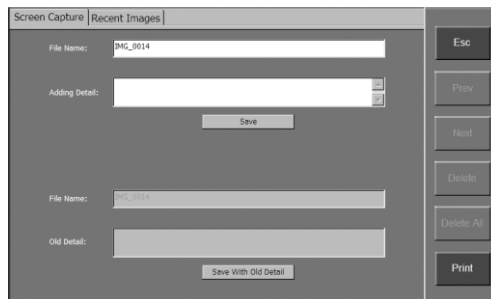 Screen Capture Recent Images
File Name: IMG_0014
Adding Detail:
Save
File Name: IMG_0014
Old Detail:
Save With Old Detail
Esc
Prev
Next
Delete
Delete All
Print